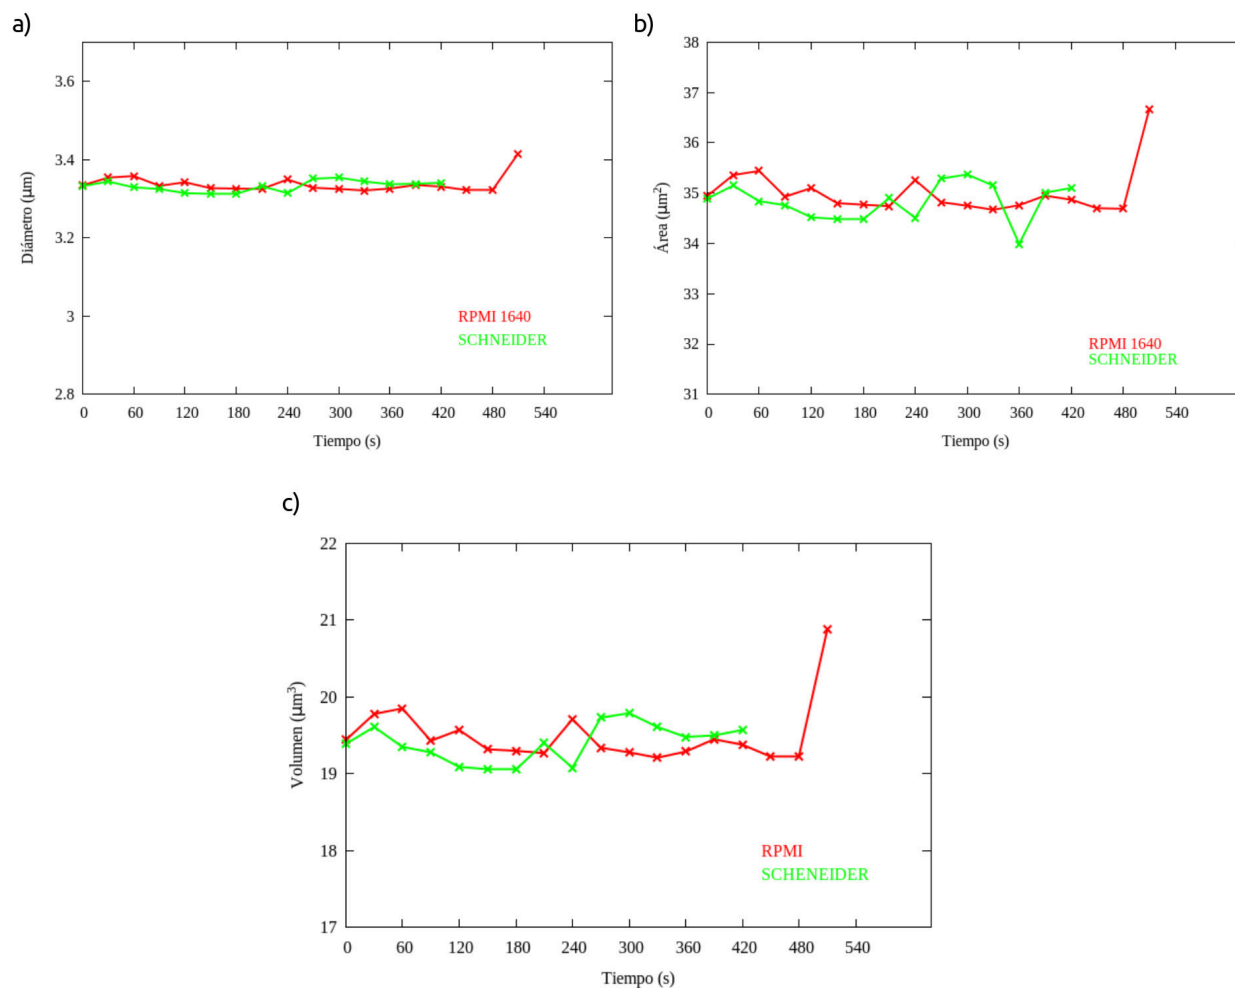 a)
3.6
3.4
3.2
3
2.8
Diámetro (µm)
RPMI 1640
SCHNEIDER
0 60 120 180 240 300 360 420 480 540
Tiempo (s)
b)
38
37
36
35
34
33
32
31
Área (µm²)
RPMI 1640
SCHNEIDER
0 60 120 180 240 300 360 420 480 540
Tiempo (s)
c)
22
21
20
19
18
17
Volumen (µm³)
RPMI
SCHENEIDER
0 60 120 180 240 300 360 420 480 540
Tiempo (s)